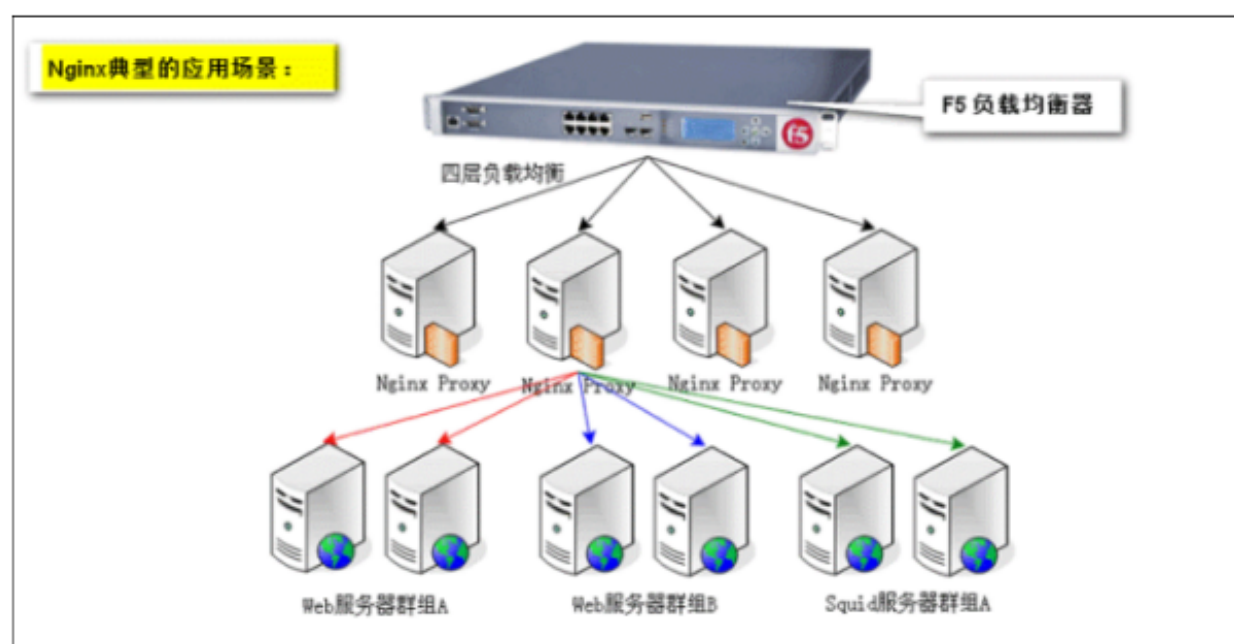 Nginx典型的应用场景：
F5 负载均衡器
f5
四层负载均衡
Nginx Proxy
Nginx Proxy
Nginx Proxy
Nginx Proxy
Web服务器群组A
Web服务器群组B
Squid服务器群组A